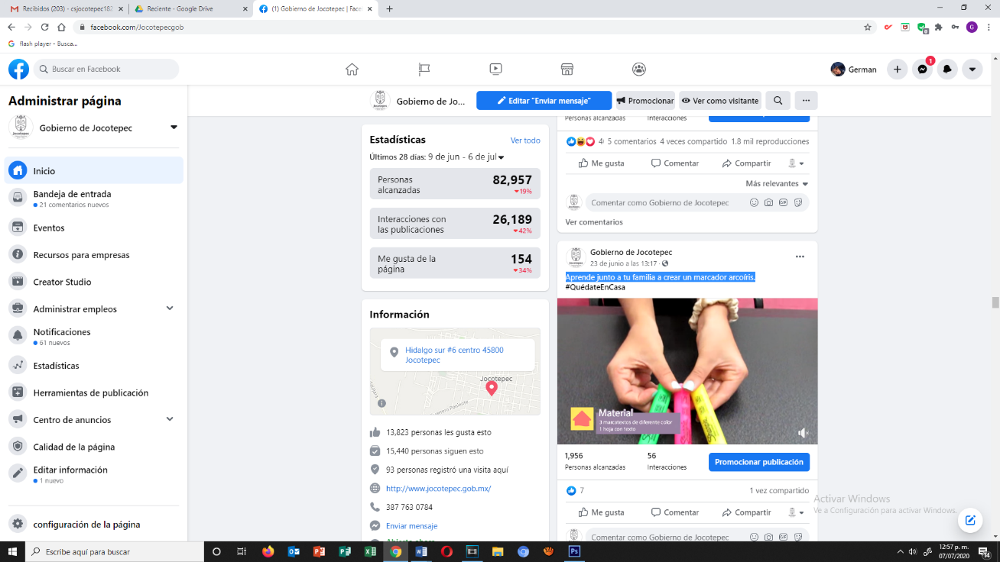 Recibidos (203) - csjocotepec182
Reciente - Google Drive
(1) Gobierno de Jocotepec | Face
facebook.com/Jocotepecgob
flash player - Busca...
Buscar en Facebook
German
1
Administrar página
Gobierno de Jocotepec
Inicio
Bandeja de entrada
21 comentarios nuevos
Eventos
Recursos para empresas
Creator Studio
Administrar empleos
Notificaciones
61 nuevos
Estadísticas
Herramientas de publicación
Centro de anuncios
Calidad de la página
Editar información
1 nuevo
configuración de la página
Gobierno de Jo...
Editar "Enviar mensaje"
Promocionar
Ver como visitante
Estadísticas
Ver todo
Últimos 28 días: 9 de jun - 6 de jul
Personas alcanzadas
82,957
19%
Interacciones con las publicaciones
26,189
42%
Me gusta de la página
154
34%
Información
Hidalgo sur #6 centro 45800
Jocotepec
Jocotepec
13,823 personas les gusta esto
15,440 personas siguen esto
93 personas registró una visita aquí
http://www.jocotepec.gob.mx/
387 763 0784
Enviar mensaje
Abierto ahora
Personas alcanzadas
Interacciones
5 comentarios 4 veces compartido 1.8 mil reproducciones
Me gusta
Comentar
Compartir
Más relevantes
Comentar como Gobierno de Jocotepec
Ver comentarios
Gobierno de Jocotepec
23 de junio a las 13:17 ·
Aprende junto a tu familia a crear un marcador arcoíris.
#QuédateEnCasa
Material
3 marcatextos de diferente color
1 hoja con texto
1,956
Personas alcanzadas
56
Interacciones
Promocionar publicación
7
1 vez compartido
Me gusta
Comentar
Compartir
Comentar como Gobierno de Jocotepec
Activar Windows
Ve a Configuración para activar Windows.
Escribe aquí para buscar
12:57 p. m.
07/07/2020
14